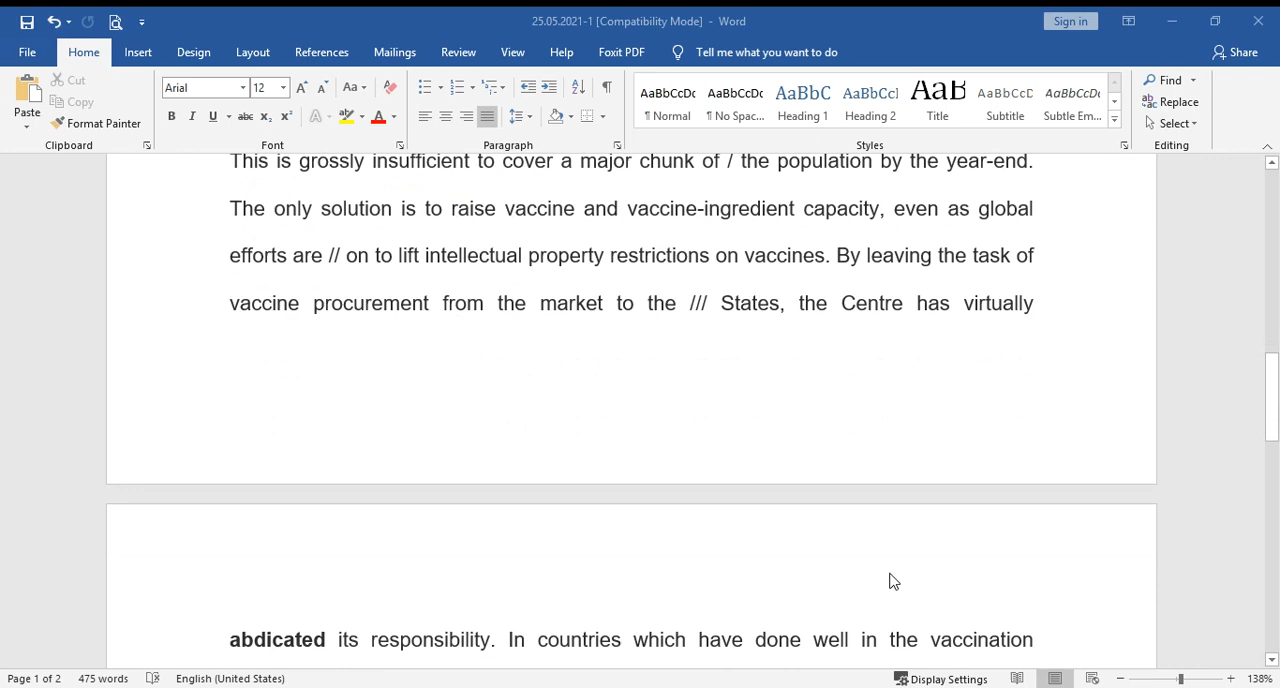 25.05.2021-1 [Compatibility Mode] - Word
Sign in
File Home Insert Design Layout References Mailings Review View Help Foxit PDF Tell me what you want to do Share
Paste
Cut
Copy
Format Painter
Clipboard
Arial 12
Font
Paragraph
AaBbCcDc AaBbCcDc AaBbC AaBbCcl AaB AaBbCcD AaBbCcDc
¶ Normal ¶ No Spac... Heading 1 Heading 2 Title Subtitle Subtle Em...
Styles
Find
Replace
Select
Editing
This is grossly insufficient to cover a major chunk of / the population by the year-end.
The only solution is to raise vaccine and vaccine-ingredient capacity, even as global
efforts are // on to lift intellectual property restrictions on vaccines. By leaving the task of
vaccine procurement from the market to the /// States, the Centre has virtually
abdicated its responsibility. In countries which have done well in the vaccination
Page 1 of 2 475 words English (United States) Display Settings 138%